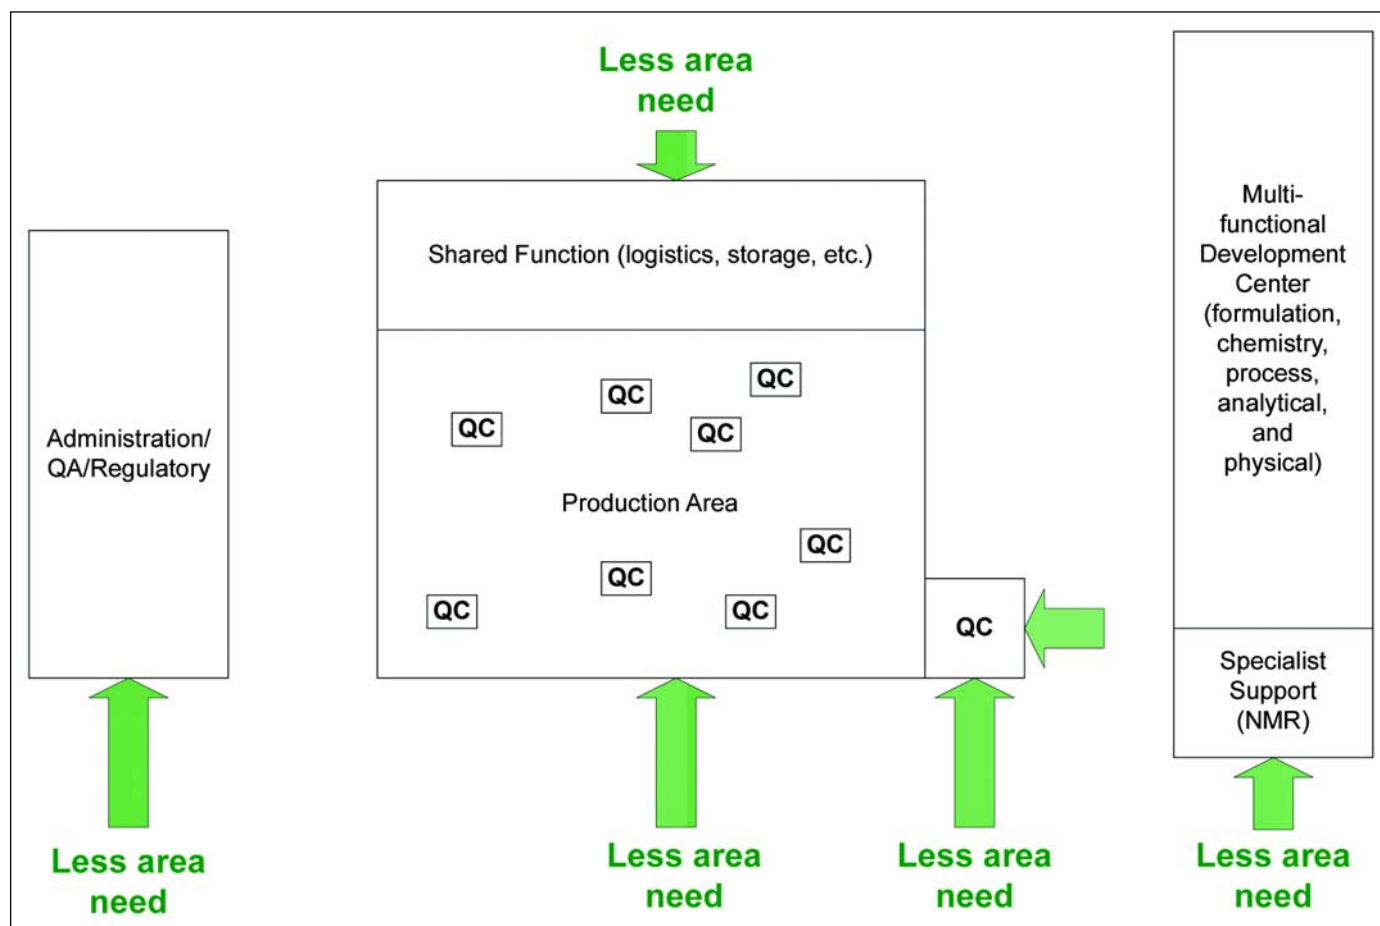 Less area
need
Shared Function (logistics, storage, etc.)
Administration/
QA/Regulatory
QC
QC
QC
QC
Production Area
QC
QC
QC
QC
QC
Multi-
functional
Development
Center
(formulation,
chemistry,
process,
analytical,
and
physical)
Specialist
Support
(NMR)
Less area
need
Less area
need
Less area
need
Less area
need